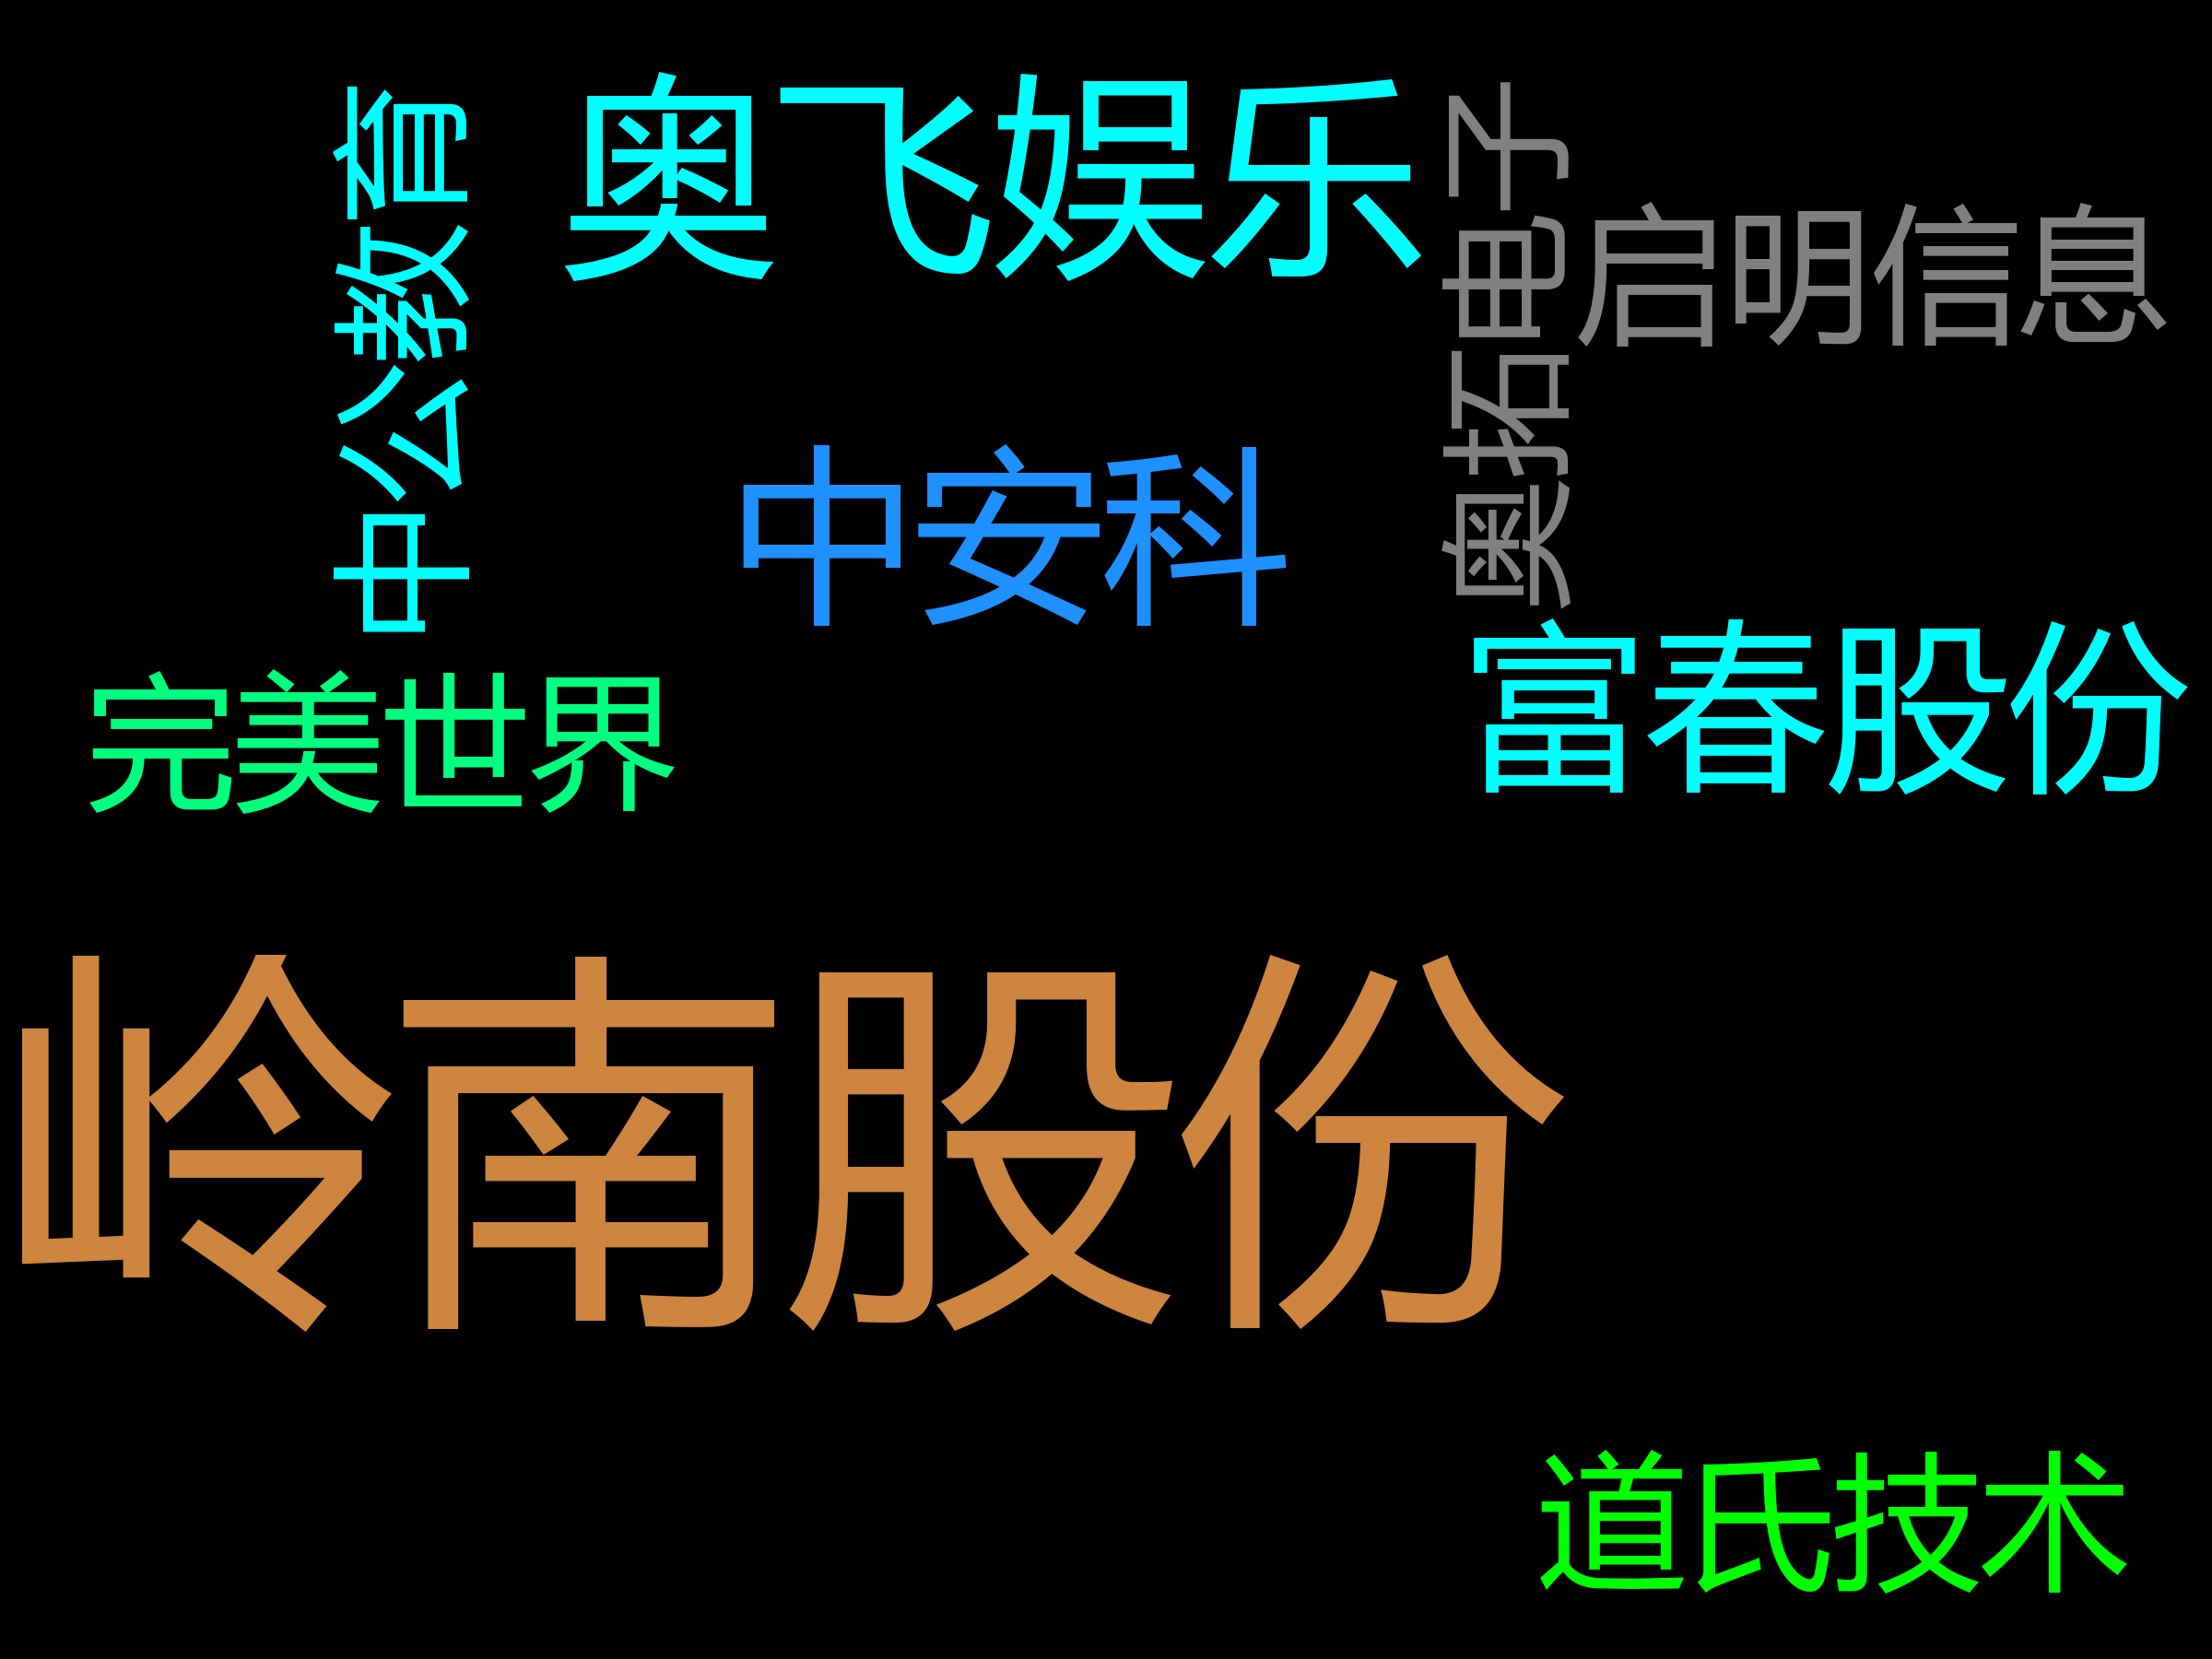 中公教育
奥飞娱乐
奥拓电子
启明信息
中安科
富春股份
完美世界
岭南股份
道氏技术